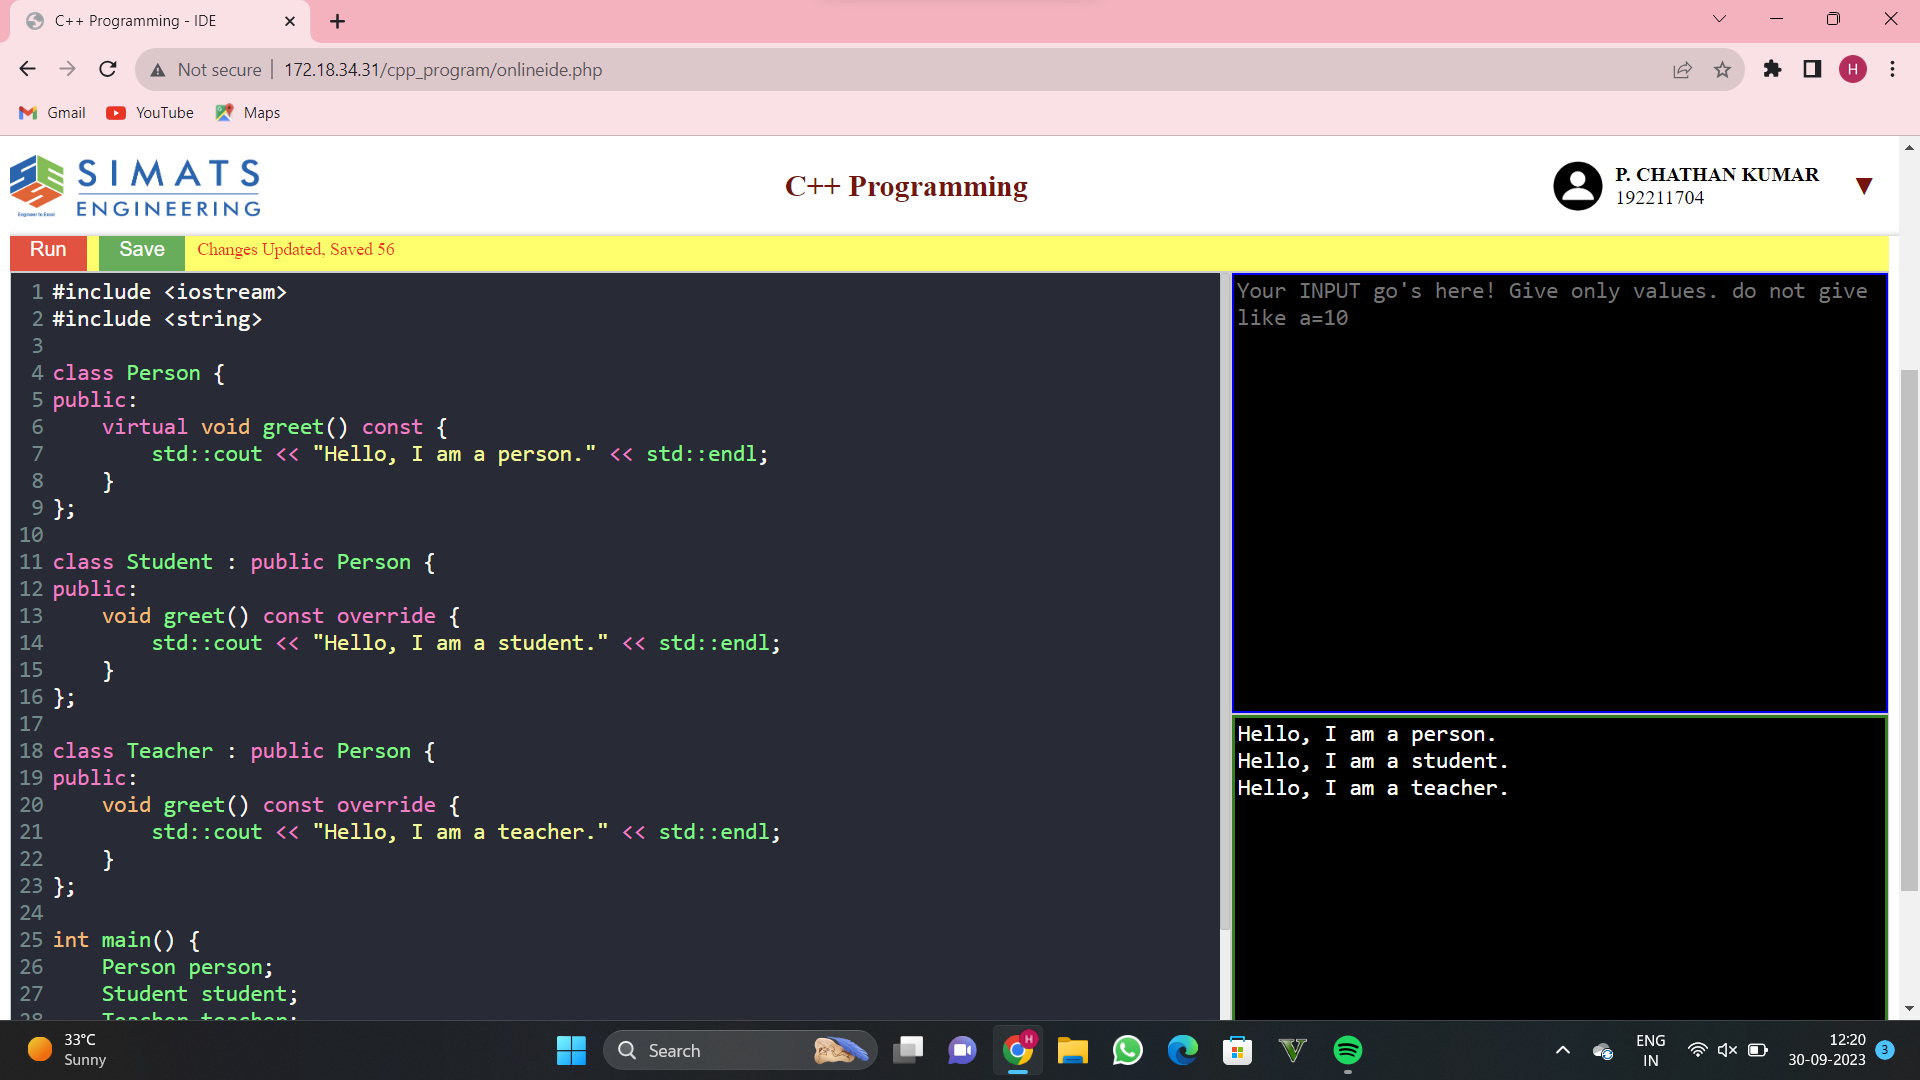 C++ Programming - IDE
Not secure
172.18.34.31/cpp_program/onlineide.php
H
Gmail
YouTube
Maps
SIMATS
ENGINEERING
Engineer to Excel
C++ Programming
P. CHATHAN KUMAR
192211704
Run
Save
Changes Updated, Saved 56
1 #include <iostream>
2 #include <string>
3
4 class Person {
5 public:
6     virtual void greet() const {
7         std::cout << "Hello, I am a person." << std::endl;
8     }
9 };
10
11 class Student : public Person {
12 public:
13     void greet() const override {
14         std::cout << "Hello, I am a student." << std::endl;
15     }
16 };
17
18 class Teacher : public Person {
19 public:
20     void greet() const override {
21         std::cout << "Hello, I am a teacher." << std::endl;
22     }
23 };
24
25 int main() {
26     Person person;
27     Student student;
28     Teacher teacher;
Your INPUT go's here! Give only values. do not give
like a=10
Hello, I am a person.
Hello, I am a student.
Hello, I am a teacher.
33°C
Sunny
Search
H
ENG
IN
12:20
30-09-2023
3